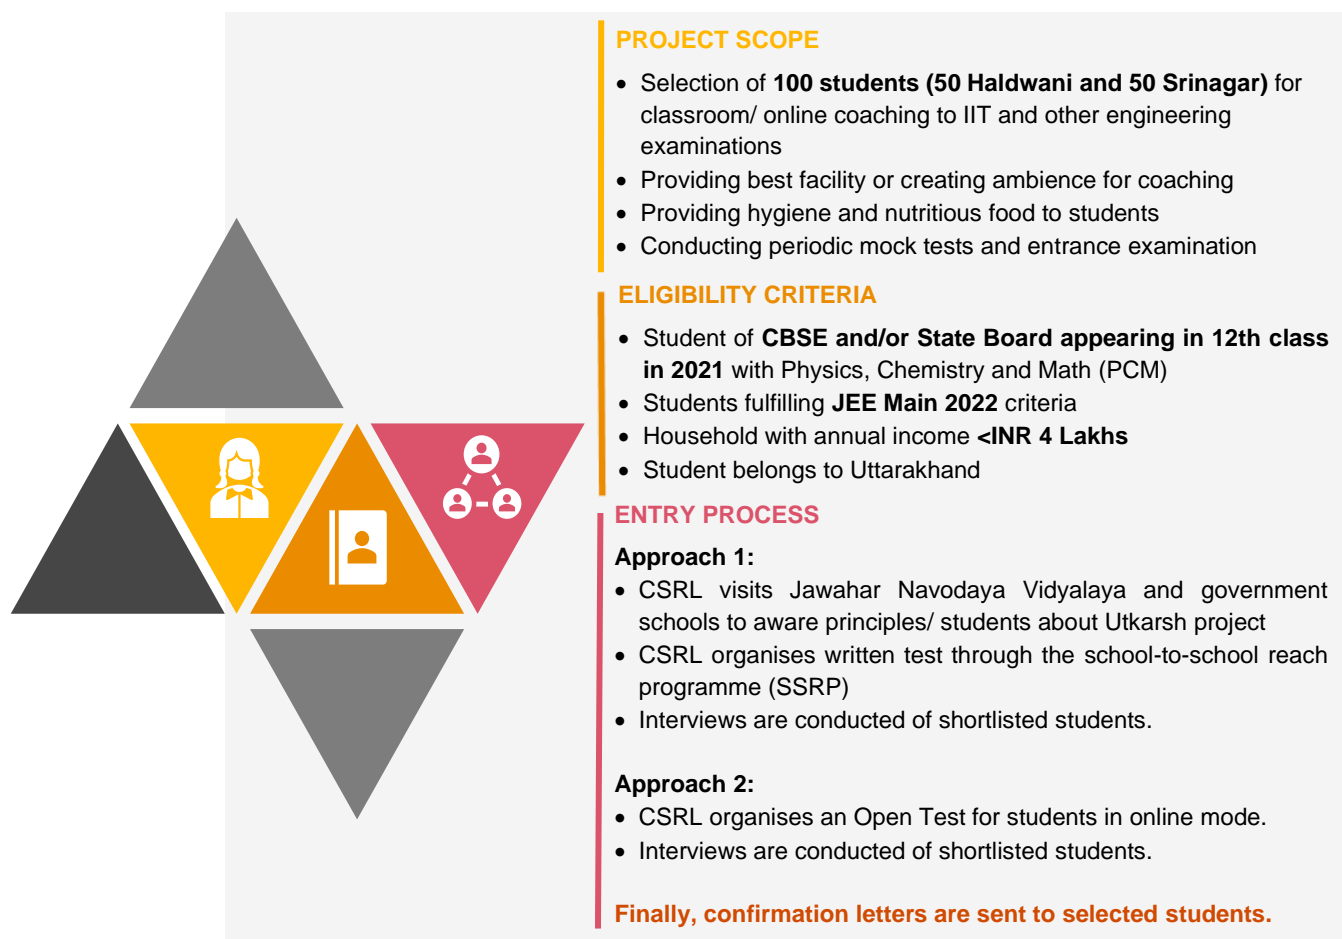 PROJECT SCOPE
• Selection of 100 students (50 Haldwani and 50 Srinagar) for
classroom/ online coaching to IIT and other engineering
examinations
• Providing best facility or creating ambience for coaching
• Providing hygiene and nutritious food to students
• Conducting periodic mock tests and entrance examination
ELIGIBILITY CRITERIA
• Student of CBSE and/or State Board appearing in 12th class
in 2021 with Physics, Chemistry and Math (PCM)
• Students fulfilling JEE Main 2022 criteria
• Household with annual income <INR 4 Lakhs
• Student belongs to Uttarakhand
ENTRY PROCESS
Approach 1:
• CSRL visits Jawahar Navodaya Vidyalaya and government
schools to aware principles/ students about Utkarsh project
• CSRL organises written test through the school-to-school reach
programme (SSRP)
• Interviews are conducted of shortlisted students.
Approach 2:
• CSRL organises an Open Test for students in online mode.
• Interviews are conducted of shortlisted students.
Finally, confirmation letters are sent to selected students.